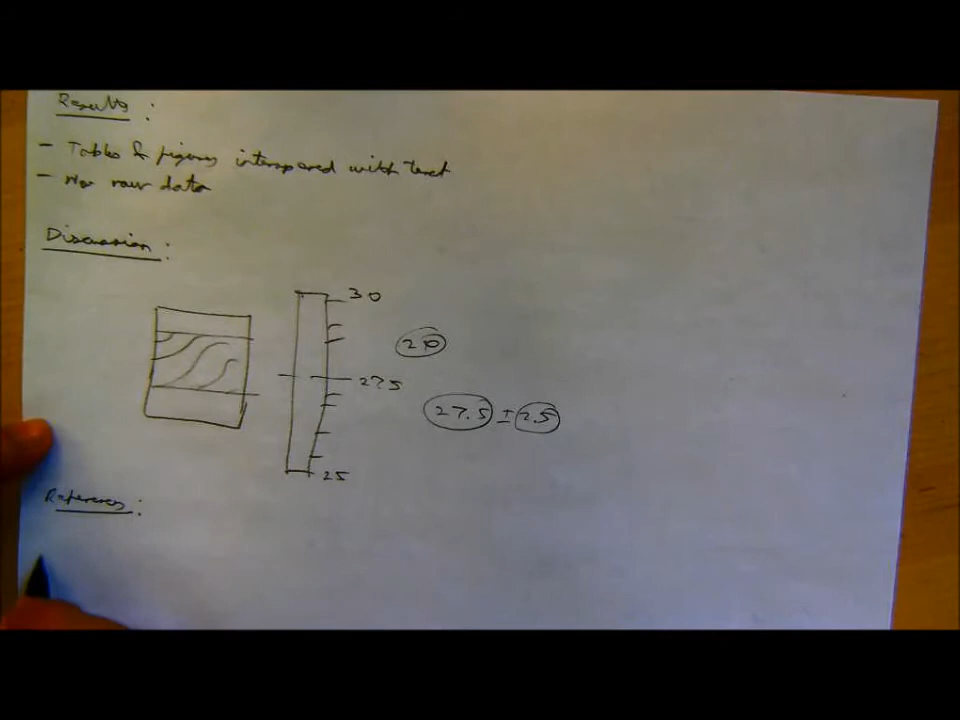 Results :
- Tables & figures interspered with text
- No raw data
Discussion :
30
20
27.5
27.5 ± 2.5
25
References :